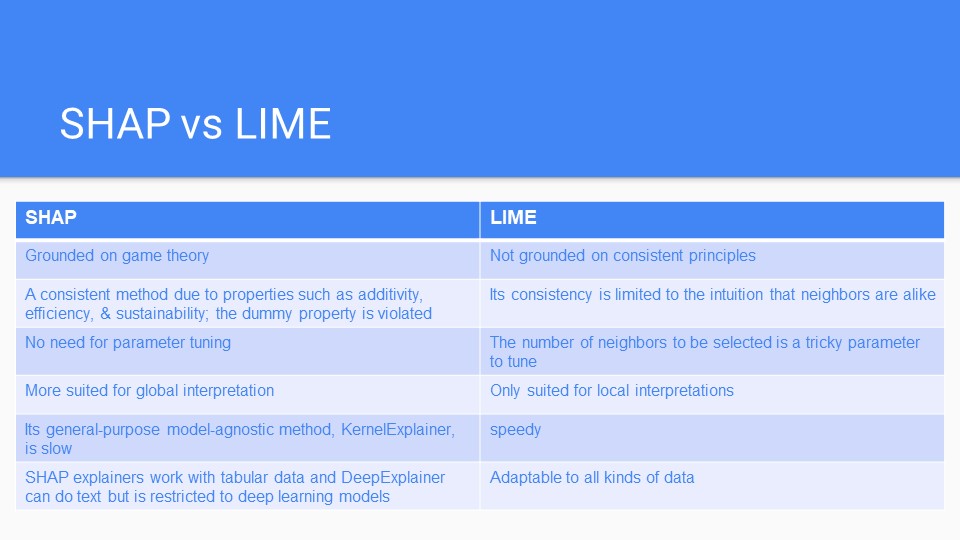 SHAP vs LIME
SHAP
LIME
Grounded on game theory
Not grounded on consistent principles
A consistent method due to properties such as additivity,
efficiency, & sustainability; the dummy property is violated
Its consistency is limited to the intuition that neighbors are alike
No need for parameter tuning
The number of neighbors to be selected is a tricky parameter
to tune
More suited for global interpretation
Only suited for local interpretations
Its general-purpose model-agnostic method, KernelExplainer,
is slow
speedy
SHAP explainers work with tabular data and DeepExplainer
can do text but is restricted to deep learning models
Adaptable to all kinds of data